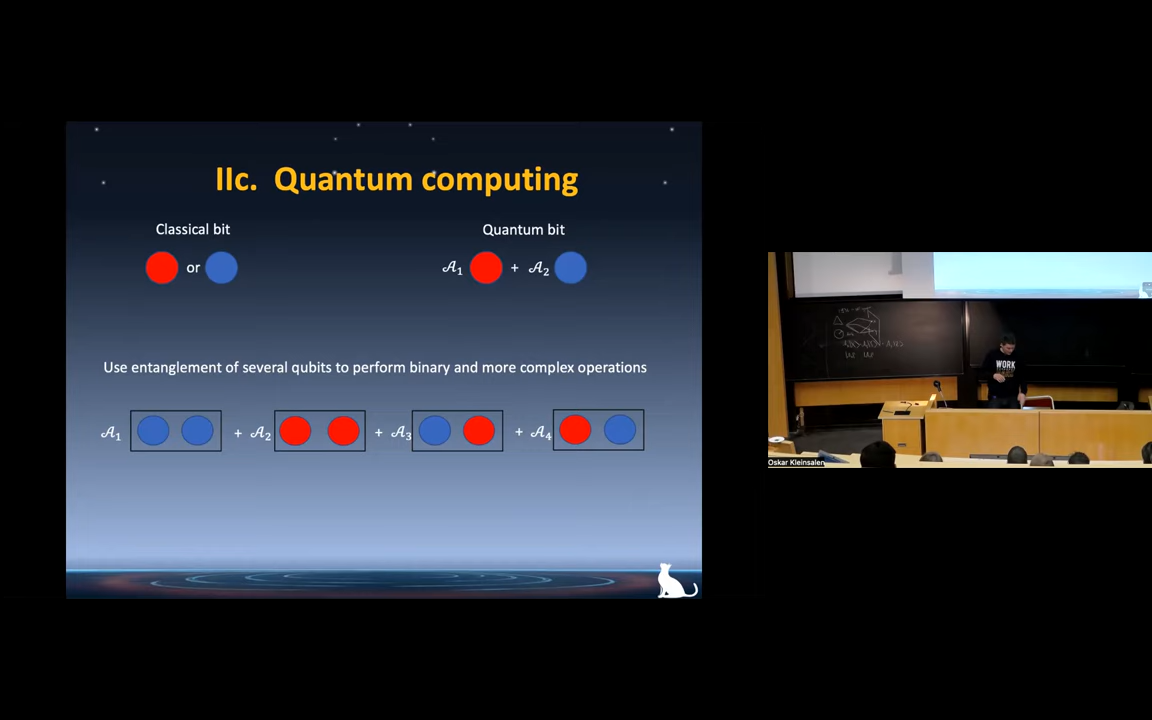 IIc. Quantum computing
Classical bit
Quantum bit
or
𝒜1 + 𝒜2
Use entanglement of several qubits to perform binary and more complex operations
𝒜1 + 𝒜2 + 𝒜3 + 𝒜4
WORK
Oskar Kleinsalen